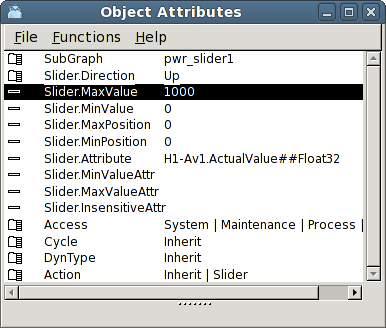 Object Attributes
File Functions Help
SubGraph pwr_slider1
Slider.Direction Up
Slider.MaxValue 1000
Slider.MinValue 0
Slider.MaxPosition 0
Slider.MinPosition 0
Slider.Attribute H1-Av1.ActualValue##Float32
Slider.MinValueAttr
Slider.MaxValueAttr
Slider.InsensitiveAttr
Access System | Maintenance | Process |
Cycle Inherit
DynType Inherit
Action Inherit | Slider